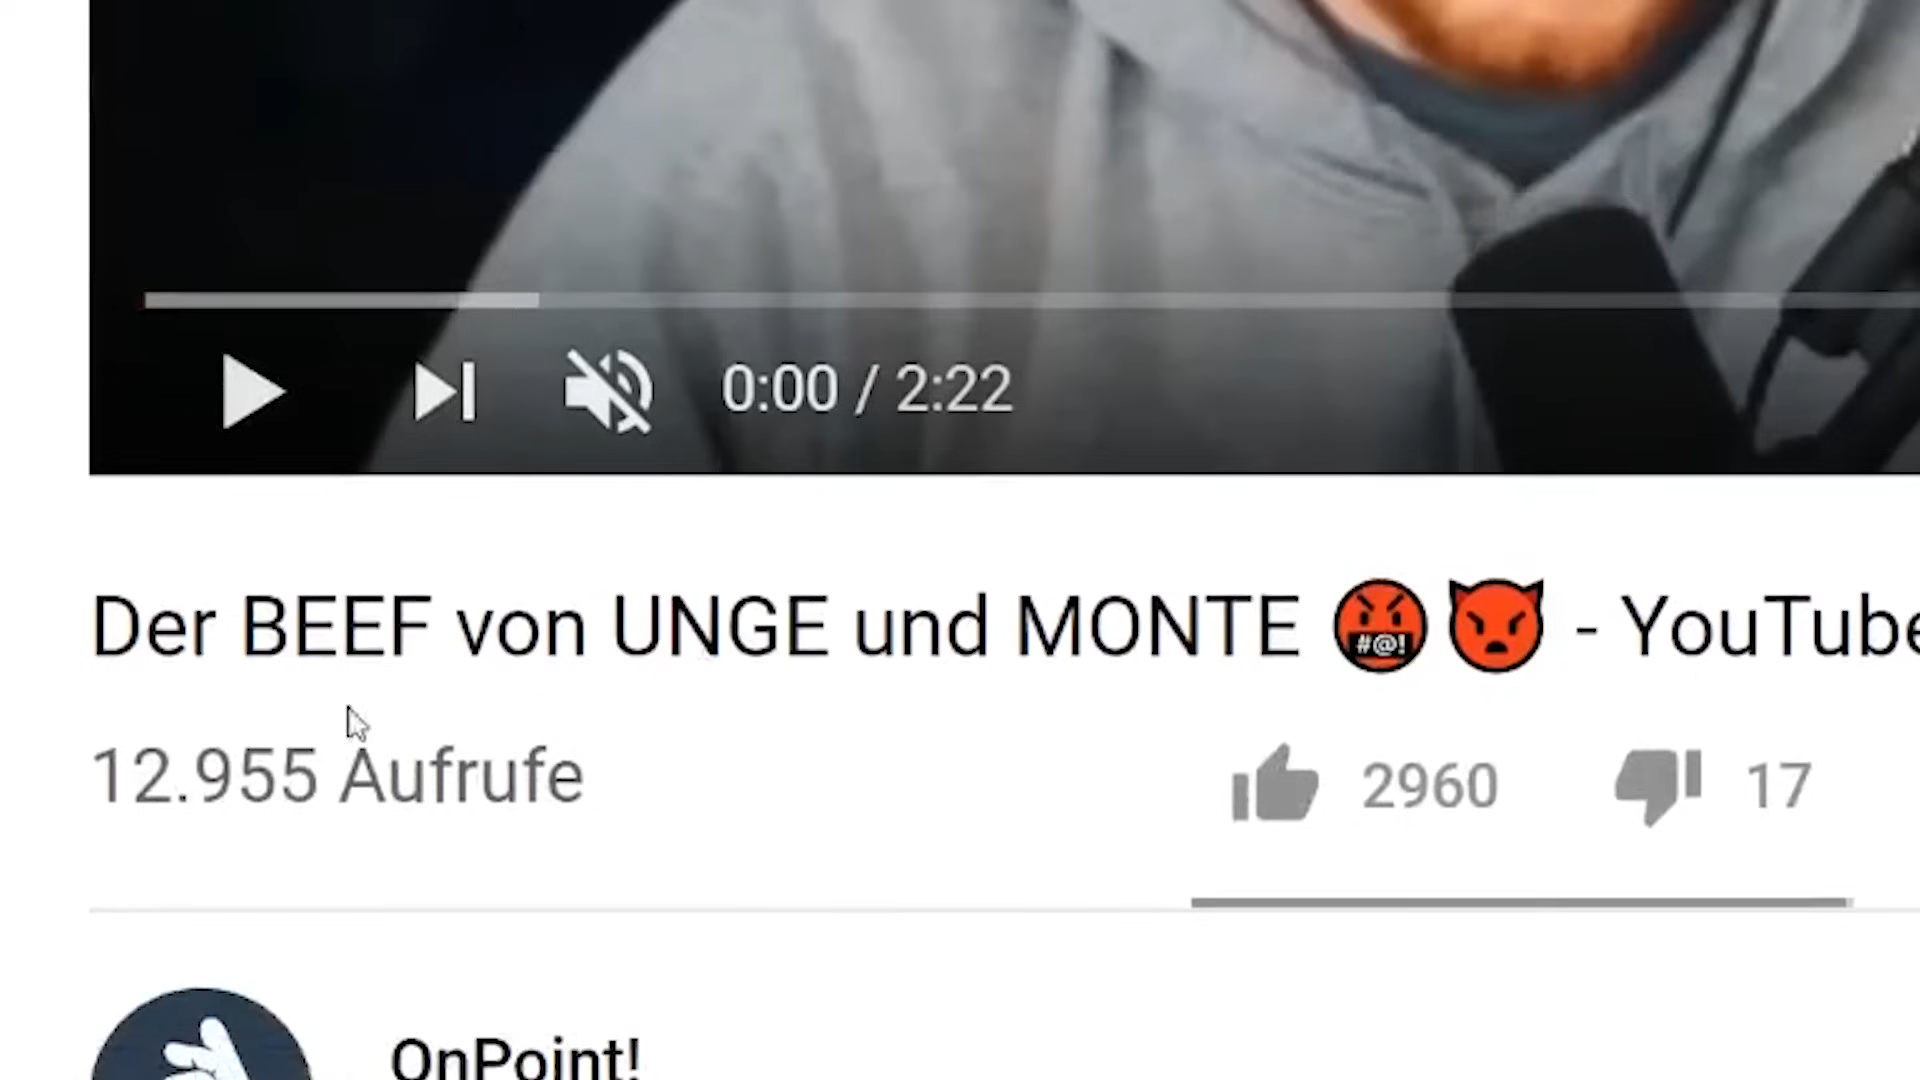 0:00 / 2:22
Der BEEF von UNGE und MONTE 🤬👿 - YouTube
12.955 Aufrufe
2960
17
OnPoint!